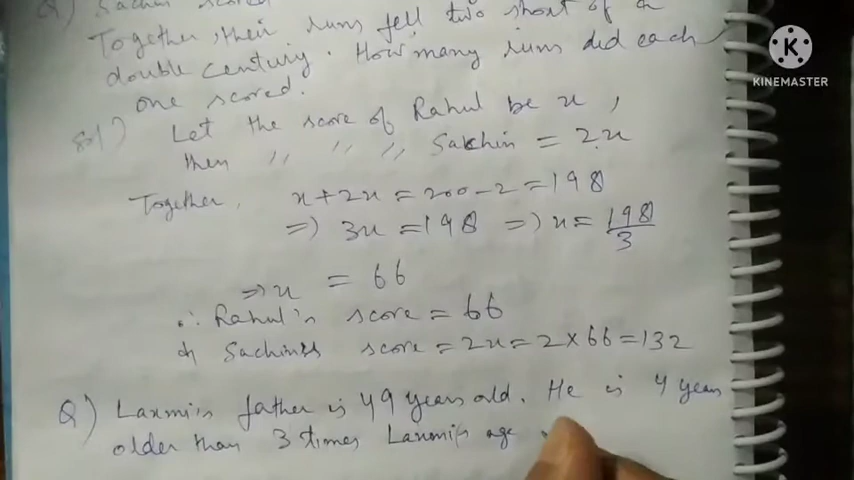 Q) Sachin scored
Together, their runs fell two short of a
double century. How many runs did each
one scored.
Sol) Let the score of Rahul be x,
then " " " Sakhin = 2x
Together, x+2x = 200-2 = 198
=) 3x = 198 =) x = 198/3
=) x = 66
∴ Rahul's score = 66
& Sachin's score = 2x = 2×66 = 132
Q) Laxmi's father is 49 years old. He is 4 years
older than 3 times Laxmi's age
KINEMASTER